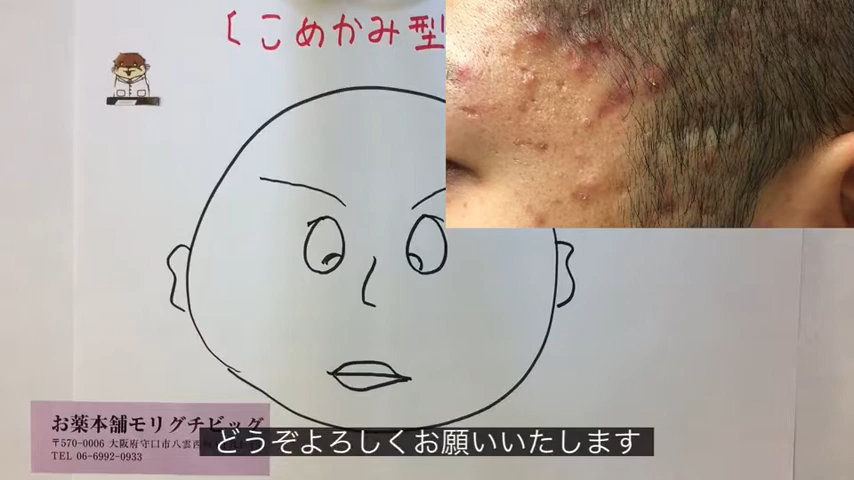 【こめかみ型
お薬本舗モリグチビッグ
〒570-0006 大阪府守口市八雲西
TEL 06-6992-0933
どうぞよろしくお願いいたします